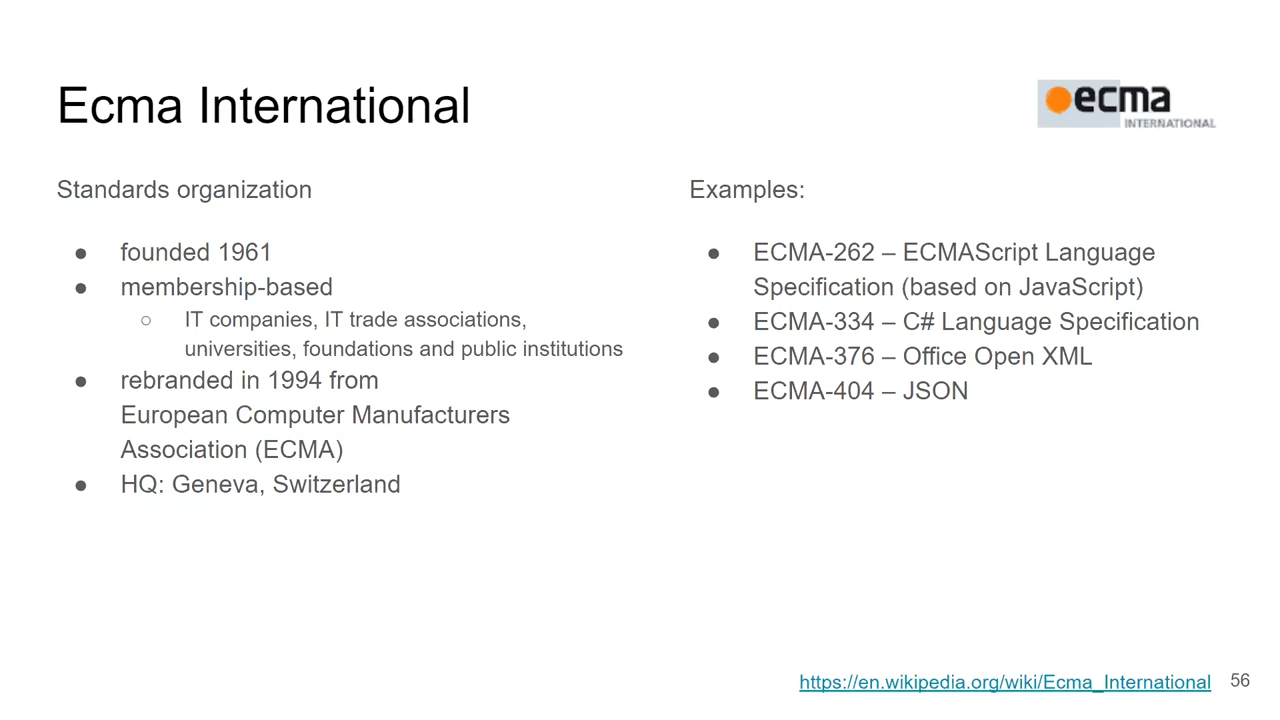 Ecma International
ecma
INTERNATIONAL
Standards organization
● founded 1961
● membership-based
○ IT companies, IT trade associations,
universities, foundations and public institutions
● rebranded in 1994 from
European Computer Manufacturers
Association (ECMA)
● HQ: Geneva, Switzerland
Examples:
● ECMA-262 – ECMAScript Language
Specification (based on JavaScript)
● ECMA-334 – C# Language Specification
● ECMA-376 – Office Open XML
● ECMA-404 – JSON
https://en.wikipedia.org/wiki/Ecma_International
56